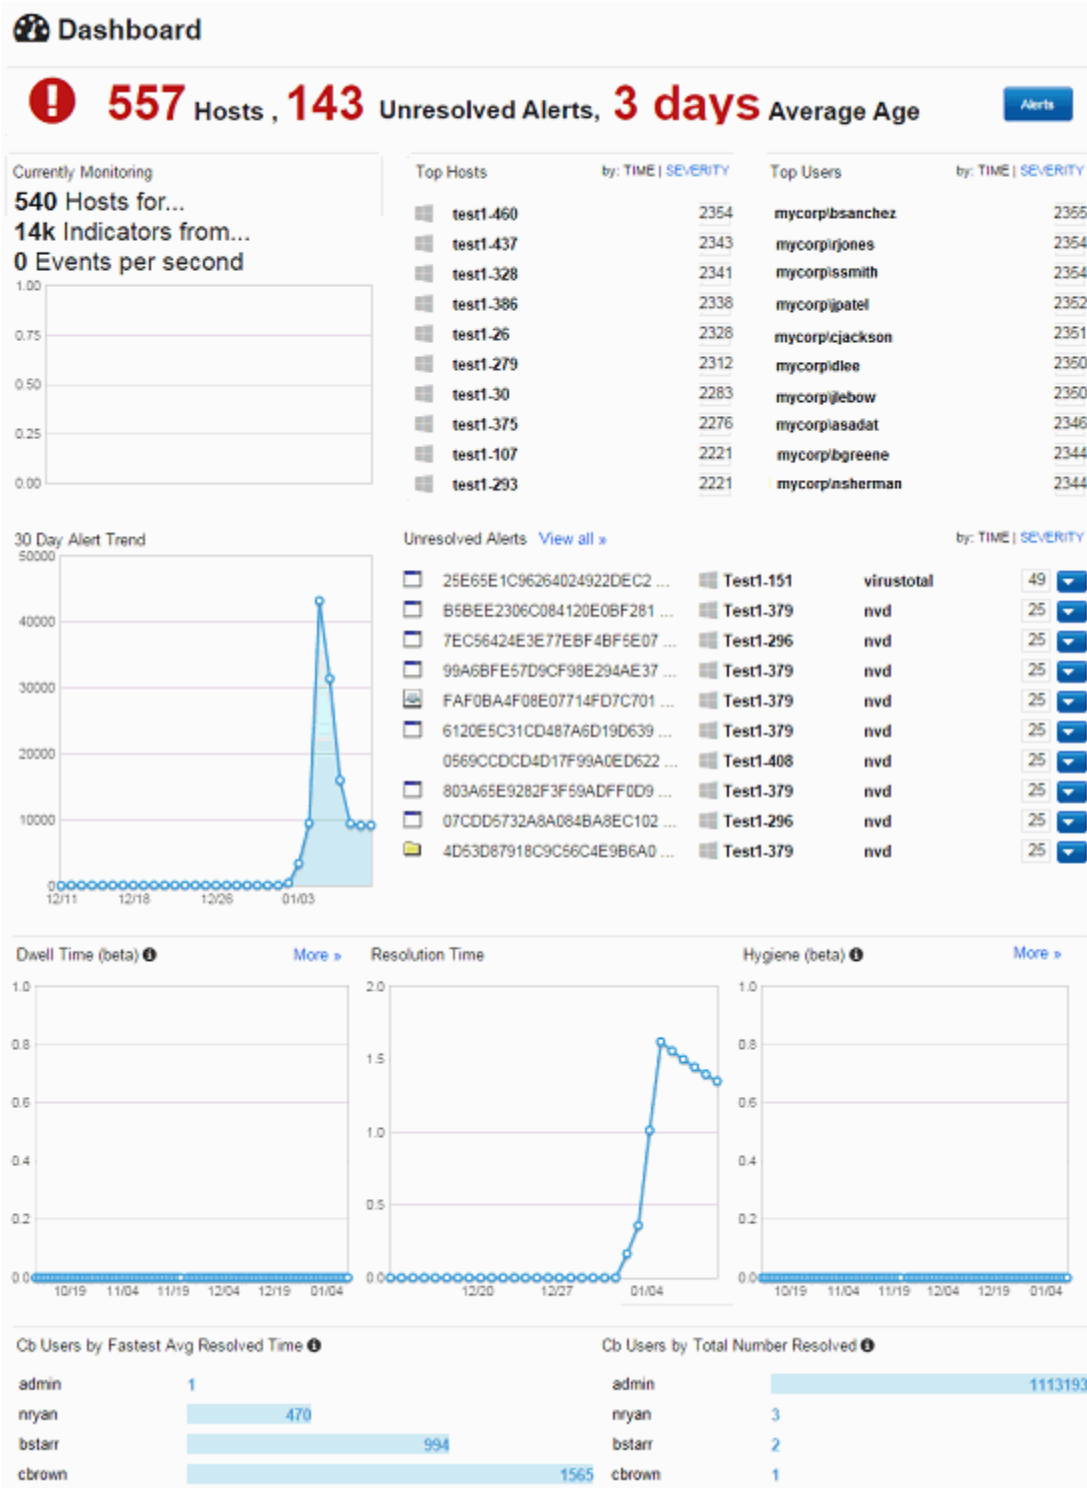 Dashboard
557 Hosts , 143 Unresolved Alerts, 3 days Average Age
Alerts
Currently Monitoring
540 Hosts for...
14k Indicators from...
0 Events per second
1.00
0.75
0.50
0.25
0.00
Top Hosts by: TIME | SEVERITY
test1-460 2354
test1-437 2343
test1-328 2341
test1-386 2338
test1-26 2328
test1-279 2312
test1-30 2283
test1-375 2276
test1-107 2221
test1-293 2221
Top Users by: TIME | SEVERITY
mycorp\bsanchez 2355
mycorp\rjones 2354
mycorp\ssmith 2354
mycorp\jpatel 2352
mycorp\cjackson 2351
mycorp\dlee 2350
mycorp\jlebow 2350
mycorp\asadat 2346
mycorp\bgreene 2344
mycorp\nsherman 2344
30 Day Alert Trend
50000
40000
30000
20000
10000
0
12/11 12/18 12/26 01/03
Unresolved Alerts View all » by: TIME | SEVERITY
25E65E1C96264024922DEC2 ... Test1-151 virustotal 49
B5BEE2306C084120E0BF281 ... Test1-379 nvd 25
7EC56424E3E77EBF4BF5E07 ... Test1-296 nvd 25
99A6BFE57D9CF98E294AE37 ... Test1-379 nvd 25
FAF0BA4F08E07714FD7C701 ... Test1-379 nvd 25
6120E5C31CD487A6D19D639 ... Test1-379 nvd 25
0569CCDCD4D17F99A0ED622 ... Test1-408 nvd 25
803A65E9282F3F59ADFF0D9 ... Test1-379 nvd 25
07CDD5732A8A084BA8EC102 ... Test1-296 nvd 25
4D53D87918C9C56C4E9B6A0 ... Test1-379 nvd 25
Dwell Time (beta) More »
1.0
0.8
0.6
0.4
0.2
0.0
10/19 11/04 11/19 12/04 12/19 01/04
Resolution Time
2.0
1.5
1.0
0.5
0.0
12/20 12/27 01/04
Hygiene (beta) More »
1.0
0.8
0.6
0.4
0.2
0.0
10/19 11/04 11/19 12/04 12/19 01/04
Cb Users by Fastest Avg Resolved Time
admin 1
nryan 470
bstarr 994
cbrown 1565
Cb Users by Total Number Resolved
admin 1113193
nryan 3
bstarr 2
cbrown 1